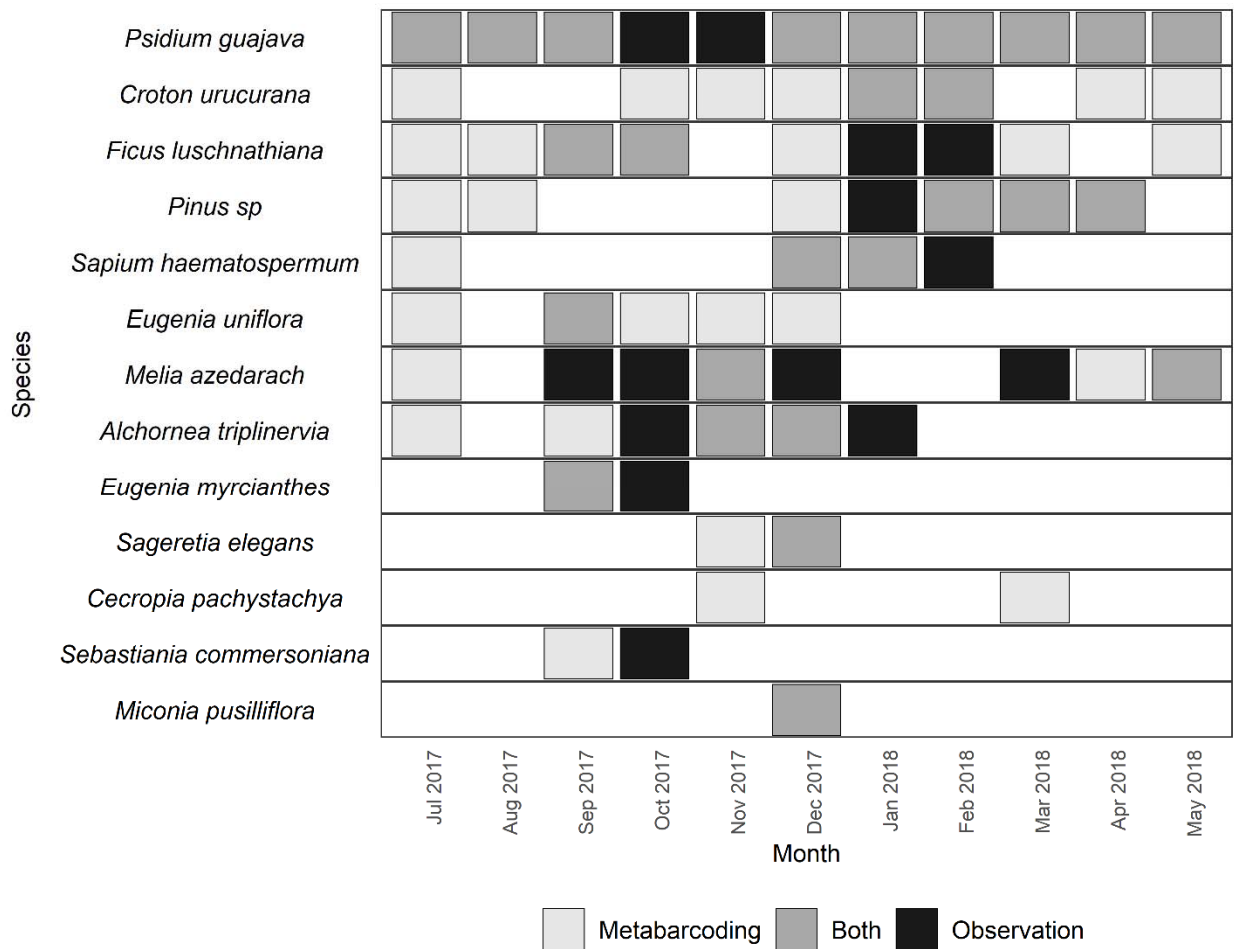 Psidium guajava
Croton urucurana
Ficus luschnathiana
Pinus sp
Sapium haematospermum
Eugenia uniflora
Melia azedarach
Alchornea triplinervia
Eugenia myrcianthes
Sageretia elegans
Cecropia pachystachya
Sebastiania commersoniana
Miconia pusilliflora
Species
Jul 2017
Aug 2017
Sep 2017
Oct 2017
Nov 2017
Dec 2017
Jan 2018
Feb 2018
Mar 2018
Apr 2018
May 2018
Month
Metabarcoding Both Observation